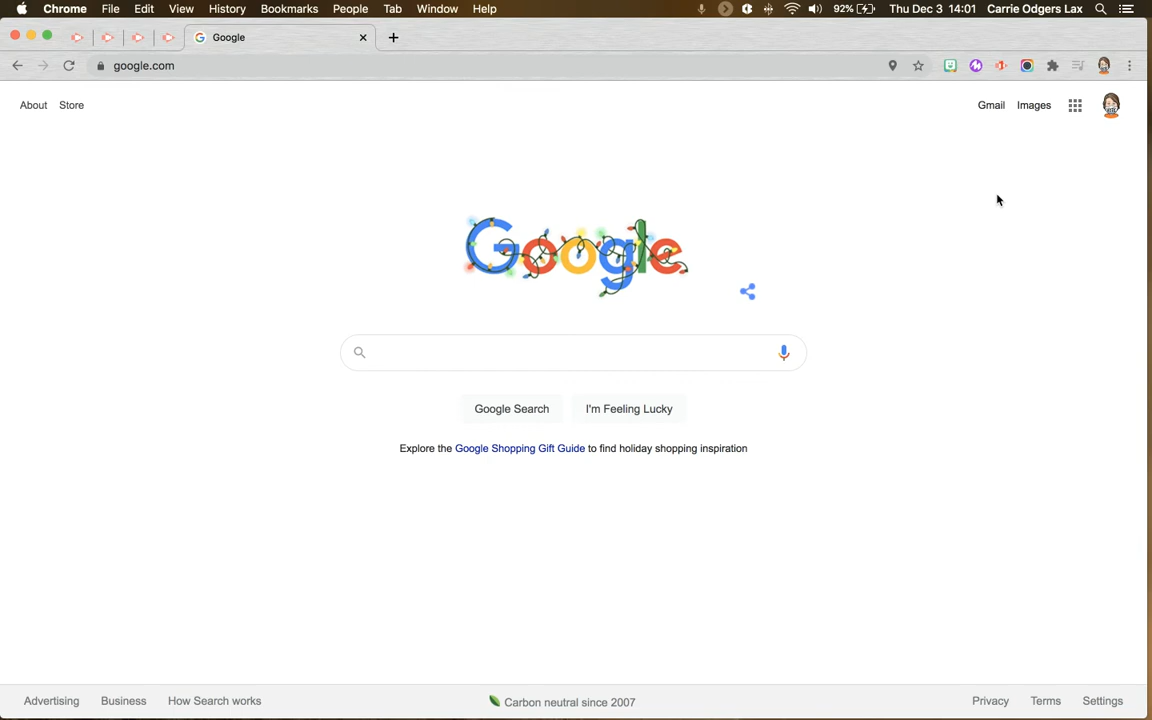 Chrome File Edit View History Bookmarks People Tab Window Help 92% Thu Dec 3 14:01 Carrie Odgers Lax
Google
google.com
About Store Gmail Images
Google
Google Search I'm Feeling Lucky
Explore the Google Shopping Gift Guide to find holiday shopping inspiration
Advertising Business How Search works Carbon neutral since 2007 Privacy Terms Settings